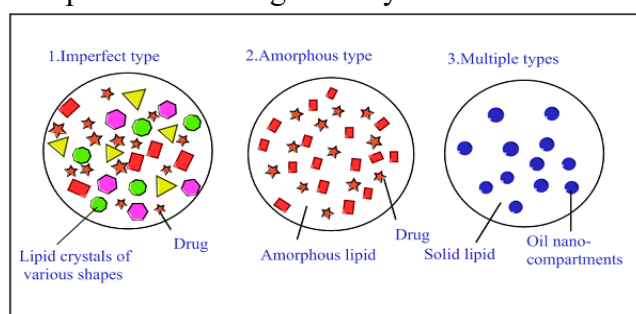 1.Imperfect type
2.Amorphous type
3.Multiple types
Drug
Lipid crystals of
various shapes
Amorphous lipid
Drug
Solid lipid
Oil nano-
compartments